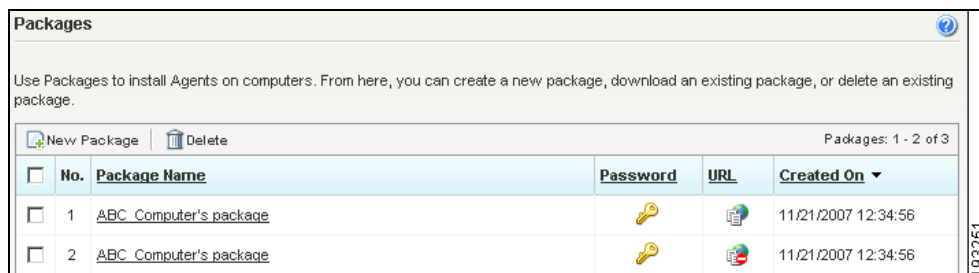 Packages
Use Packages to install Agents on computers. From here, you can create a new package, download an existing package, or delete an existing
package.
New Package Delete Packages: 1 - 2 of 3
No. Package Name Password URL Created On
1 ABC Computer's package 11/21/2007 12:34:56
2 ABC Computer's package 11/21/2007 12:34:56